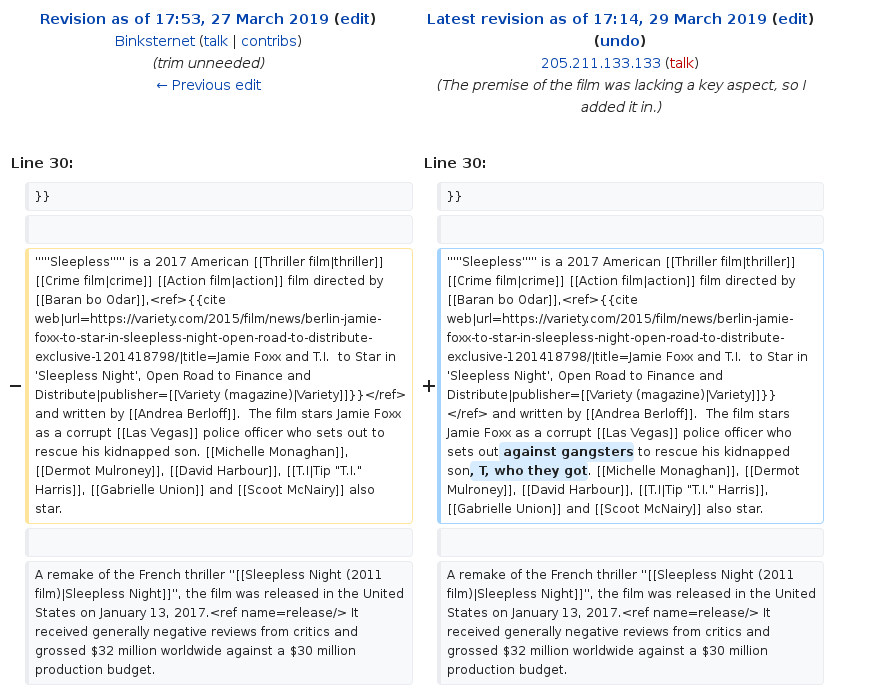 Revision as of 17:53, 27 March 2019 (edit)
Binksternet (talk | contribs)
(trim unneeded)
← Previous edit
Latest revision as of 17:14, 29 March 2019 (edit)
(undo)
205.211.133.133 (talk)
(The premise of the film was lacking a key aspect, so I
added it in.)
Line 30:
Line 30:
}}
}}
−
'''''Sleepless''''' is a 2017 American [[Thriller film|thriller]]
[[Crime film|crime]] [[Action film|action]] film directed by
[[Baran bo Odar]],<ref>{{cite
web|url=https://variety.com/2015/film/news/berlin-jamie-
foxx-to-star-in-sleepless-night-open-road-to-distribute-
exclusive-1201418798/|title=Jamie Foxx and T.I.  to Star in
'Sleepless Night', Open Road to Finance and
Distribute|publisher=[[Variety (magazine)|Variety]]}}</ref>
and written by [[Andrea Berloff]].  The film stars Jamie Foxx
as a corrupt [[Las Vegas]] police officer who sets out to
rescue his kidnapped son. [[Michelle Monaghan]],
[[Dermot Mulroney]], [[David Harbour]], [[T.I|Tip "T.I."
Harris]], [[Gabrielle Union]] and [[Scoot McNairy]] also
star.
+
'''''Sleepless''''' is a 2017 American [[Thriller film|thriller]]
[[Crime film|crime]] [[Action film|action]] film directed by
[[Baran bo Odar]],<ref>{{cite
web|url=https://variety.com/2015/film/news/berlin-jamie-
foxx-to-star-in-sleepless-night-open-road-to-distribute-
exclusive-1201418798/|title=Jamie Foxx and T.I.  to Star in
'Sleepless Night', Open Road to Finance and
Distribute|publisher=[[Variety (magazine)|Variety]]}}
</ref> and written by [[Andrea Berloff]].  The film stars
Jamie Foxx as a corrupt [[Las Vegas]] police officer who
sets out against gangsters to rescue his kidnapped
son, T, who they got. [[Michelle Monaghan]], [[Dermot
Mulroney]], [[David Harbour]], [[T.I|Tip "T.I." Harris]],
[[Gabrielle Union]] and [[Scoot McNairy]] also star.
A remake of the French thriller ''[[Sleepless Night (2011
film)|Sleepless Night]]'', the film was released in the United
States on January 13, 2017.<ref name=release/> It
received generally negative reviews from critics and
grossed $32 million worldwide against a $30 million
production budget.
A remake of the French thriller ''[[Sleepless Night (2011
film)|Sleepless Night]]'', the film was released in the United
States on January 13, 2017.<ref name=release/> It
received generally negative reviews from critics and
grossed $32 million worldwide against a $30 million
production budget.